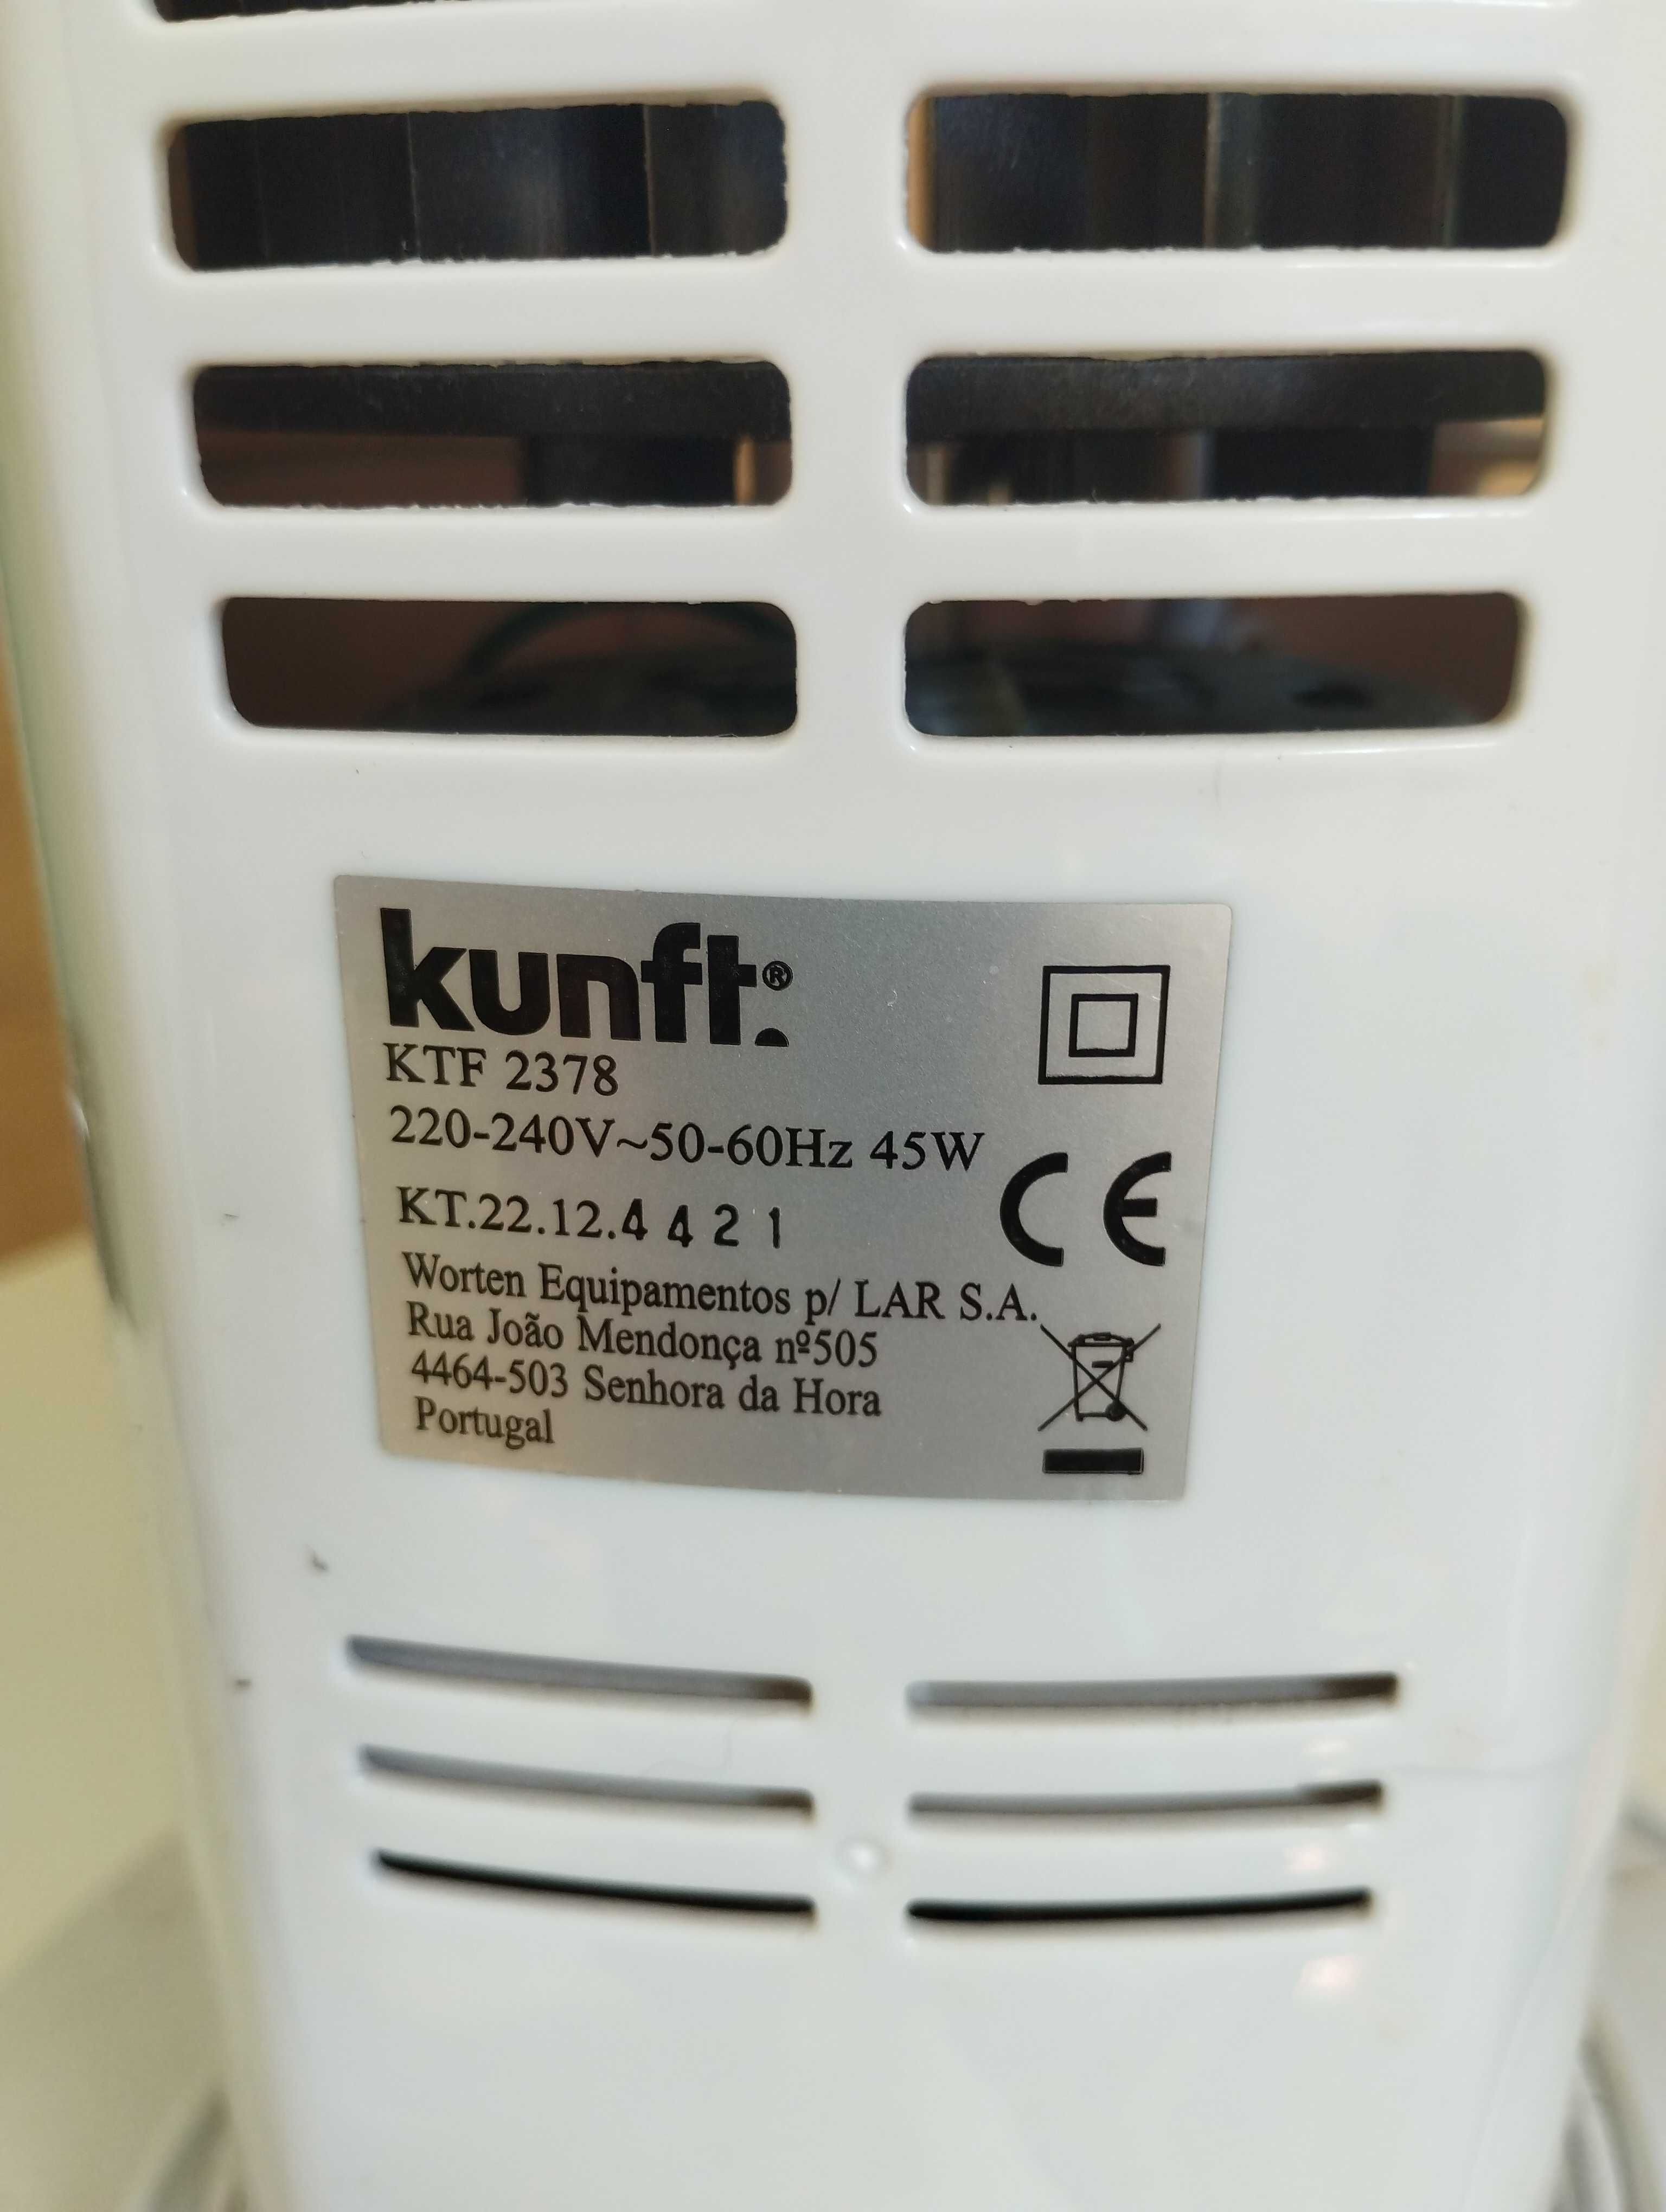 kunft.®
KTF 2378
220-240V~50-60Hz 45W
KT.22.12.4 4 2 1
CE
Worten Equipamentos p/ LAR S.A.
Rua João Mendonça nº505
4464-503 Senhora da Hora
Portugal